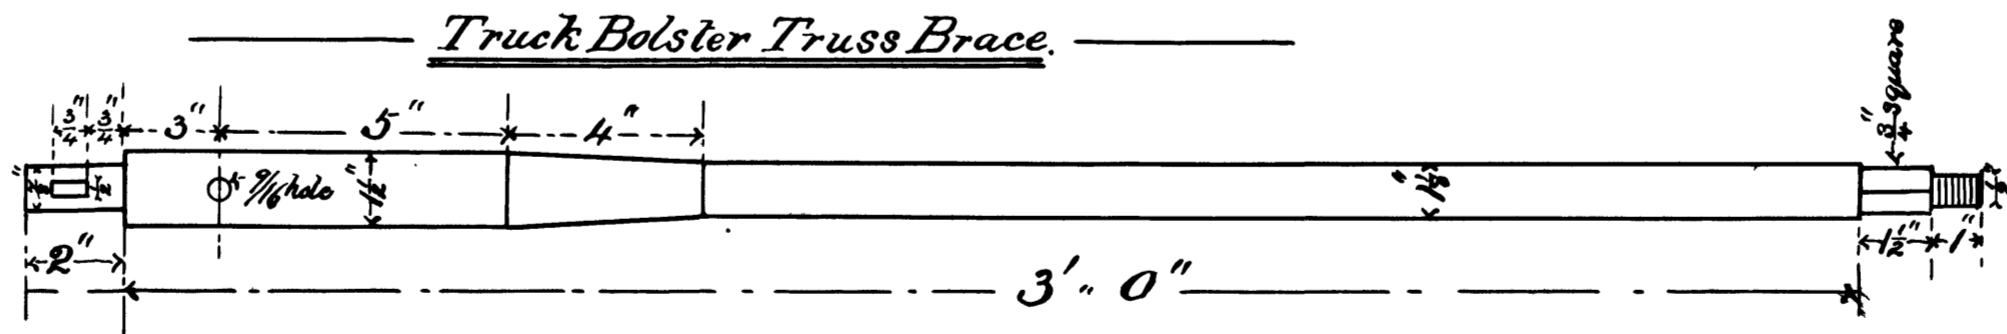 Truck Bolster Truss Brace.
3/4" 3/4" 3" 5" 4"
3/4" square
1/2 9/16 hole 1 1/2" 1 1/8"
2" 1 1/2" 1"
3' " 0"